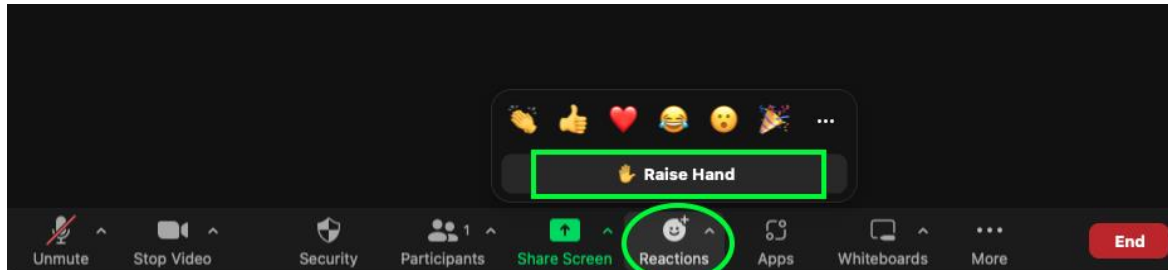 Raise Hand
1
Unmute Stop Video Security Participants Share Screen Reactions Apps Whiteboards More End